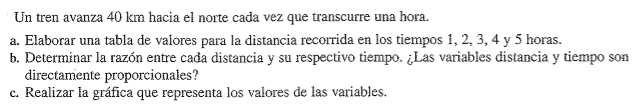 Un tren avanza 40 km hacia el norte cada vez que transcurre una hora.
a. Elaborar una tabla de valores para la distancia recorrida en los tiempos 1, 2, 3, 4 y 5 horas.
b. Determinar la razón entre cada distancia y su respectivo tiempo. ¿Las variables distancia y tiempo son
directamente proporcionales?
c. Realizar la gráfica que representa los valores de las variables.